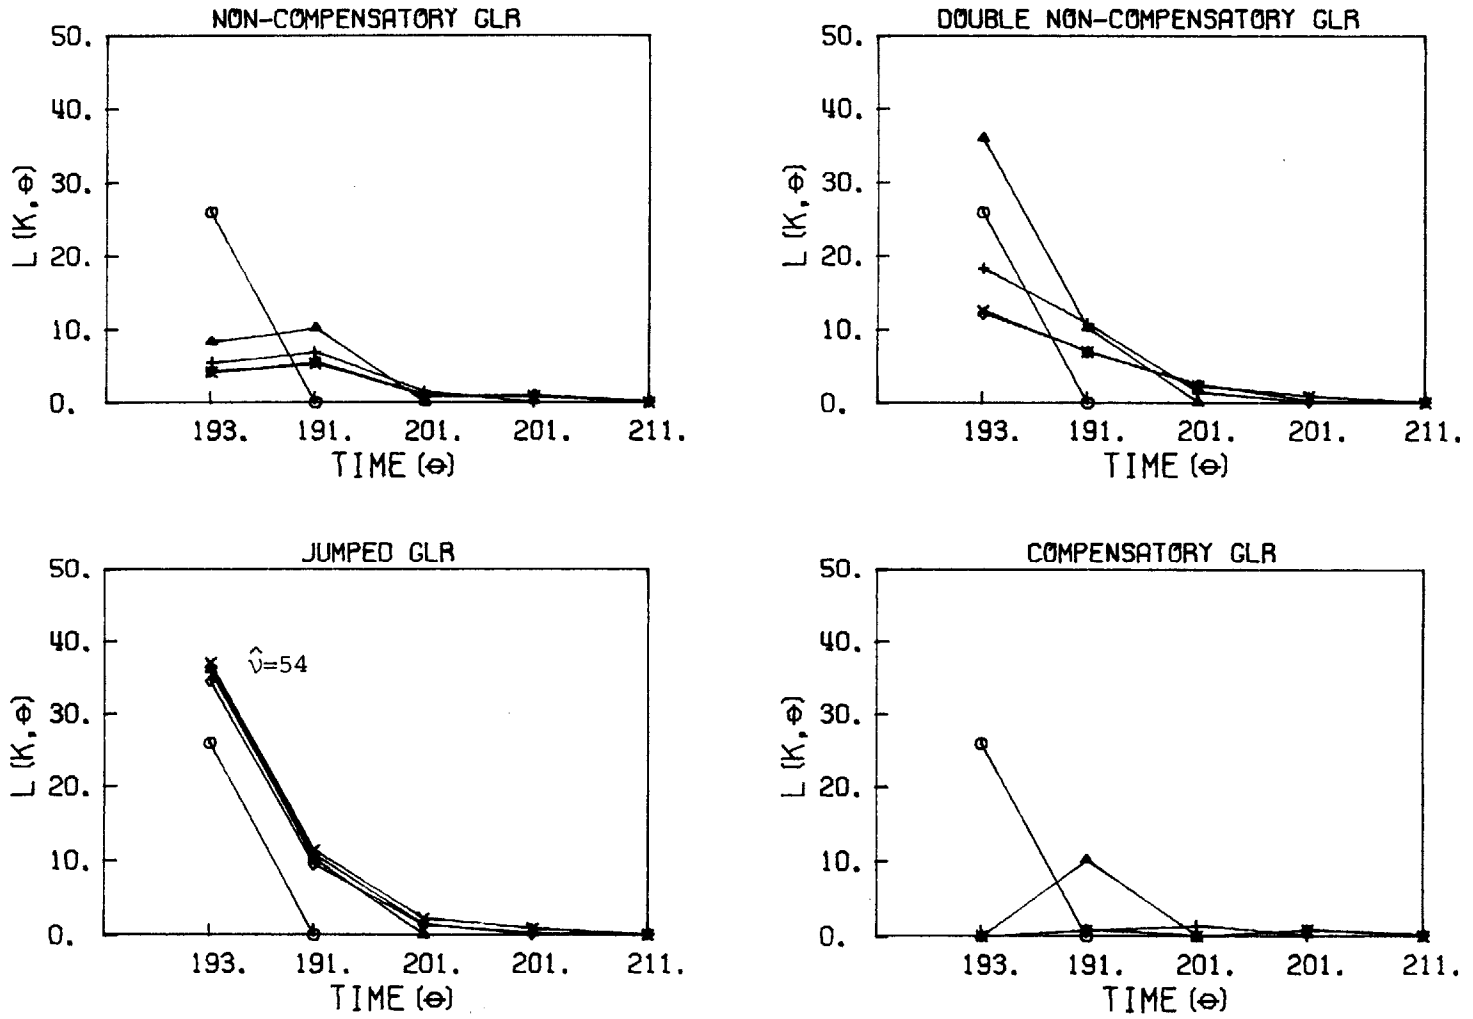 NON-COMPENSATORY GLR
50.
40.
30.
20.
10.
0.
L(K,Θ)
193. 191. 201. 201. 211.
TIME(Θ)
DOUBLE NON-COMPENSATORY GLR
50.
40.
30.
20.
10.
0.
L(K,Θ)
193. 191. 201. 201. 211.
TIME(Θ)
JUMPED GLR
50.
40.
30.
20.
10.
0.
L(K,Θ)
ν̂=54
193. 191. 201. 201. 211.
TIME(Θ)
COMPENSATORY GLR
50.
40.
30.
20.
10.
0.
L(K,Θ)
193. 191. 201. 201. 211.
TIME(Θ)